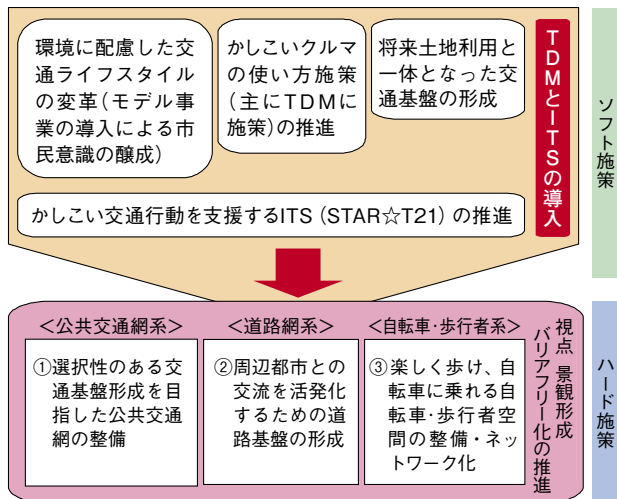 環境に配慮した交
通ライフスタイル
の変革(モデル事
業の導入による市
民意識の醸成)
かしこいクルマ
の使い方施策
(主にTDMに
施策)の推進
将来土地利用と
一体となった交
通基盤の形成
TDMとITSの導入
ソフト施策
かしこい交通行動を支援するITS(STAR☆T21)の推進
<公共交通網系>
①選択性のある交
通基盤形成を目
指した公共交通
網の整備
<道路網系>
②周辺都市との
交流を活発化
するための道
路基盤の形成
<自転車・歩行者系>
③楽しく歩け、自
転車に乗れる自
転車・歩行者空
間の整備・ネッ
トワーク化
視点 景観形成
バリアフリー化の推進
ハード施策